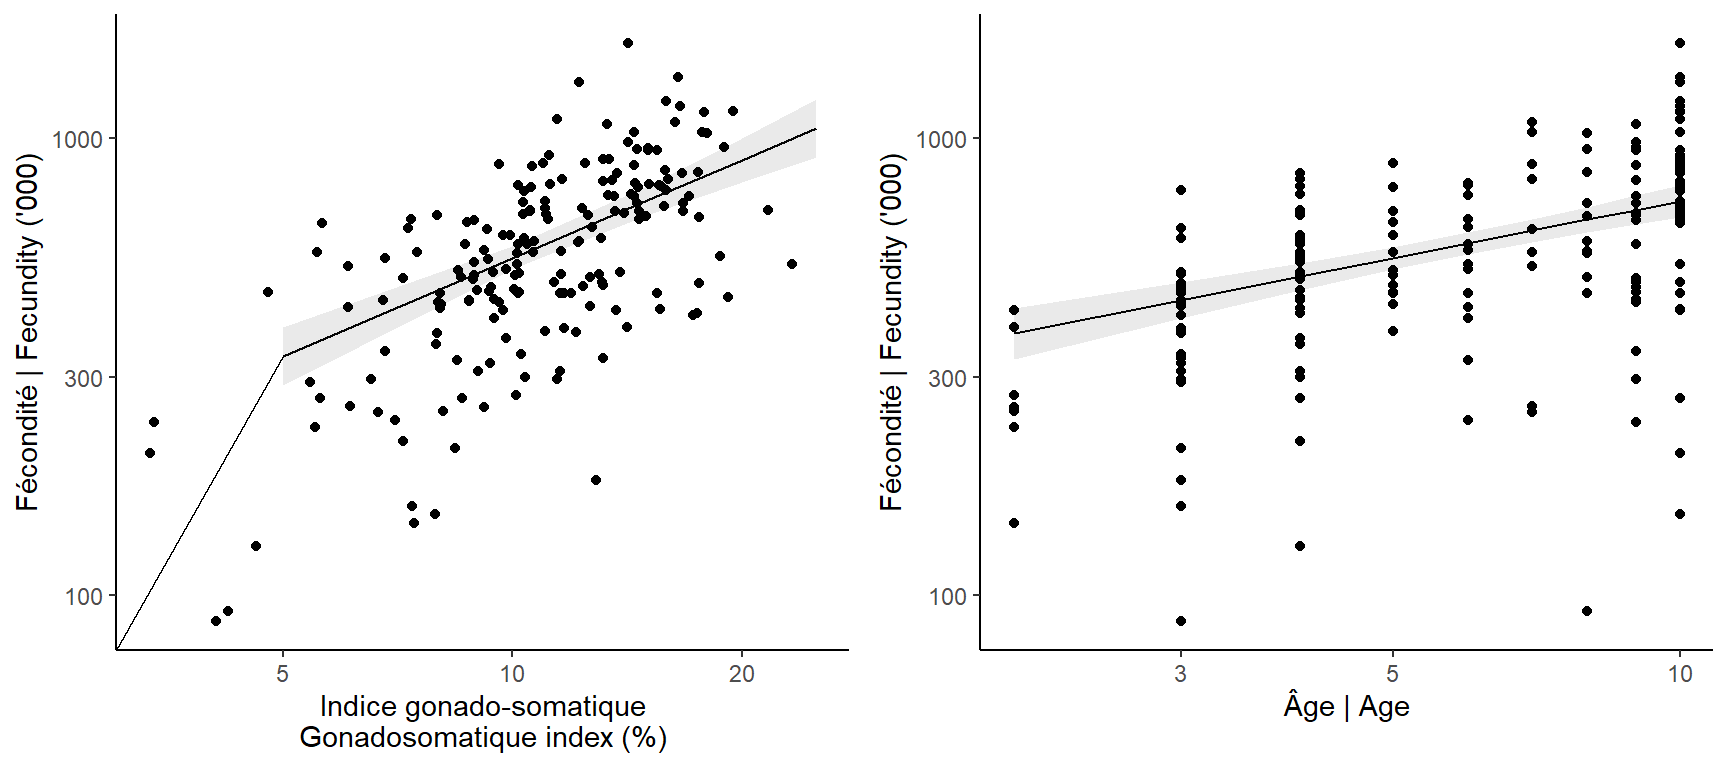 Fécondité | Fecundity ('000)
1000
300
100
5
10
20
Indice gonado-somatique
Gonadosomatique index (%)
Fécondité | Fecundity ('000)
1000
300
100
3
5
10
Âge | Age